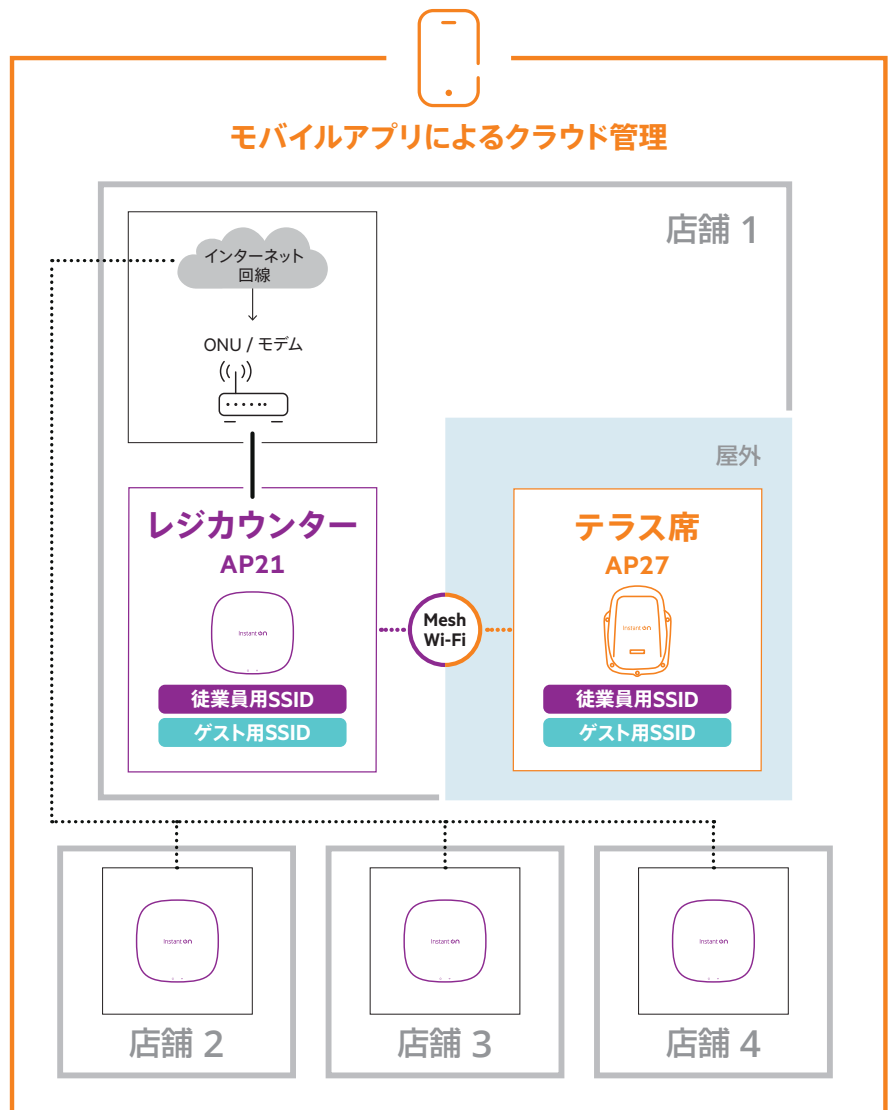 モバイルアプリによるクラウド管理
店舗 1
インターネット
回線
ONU / モデム
屋外
レジカウンター
AP21
Instant on
従業員用SSID
ゲスト用SSID
Mesh
Wi-Fi
テラス席
AP27
Instant on
従業員用SSID
ゲスト用SSID
Instant on
店舗 2
Instant on
店舗 3
Instant on
店舗 4